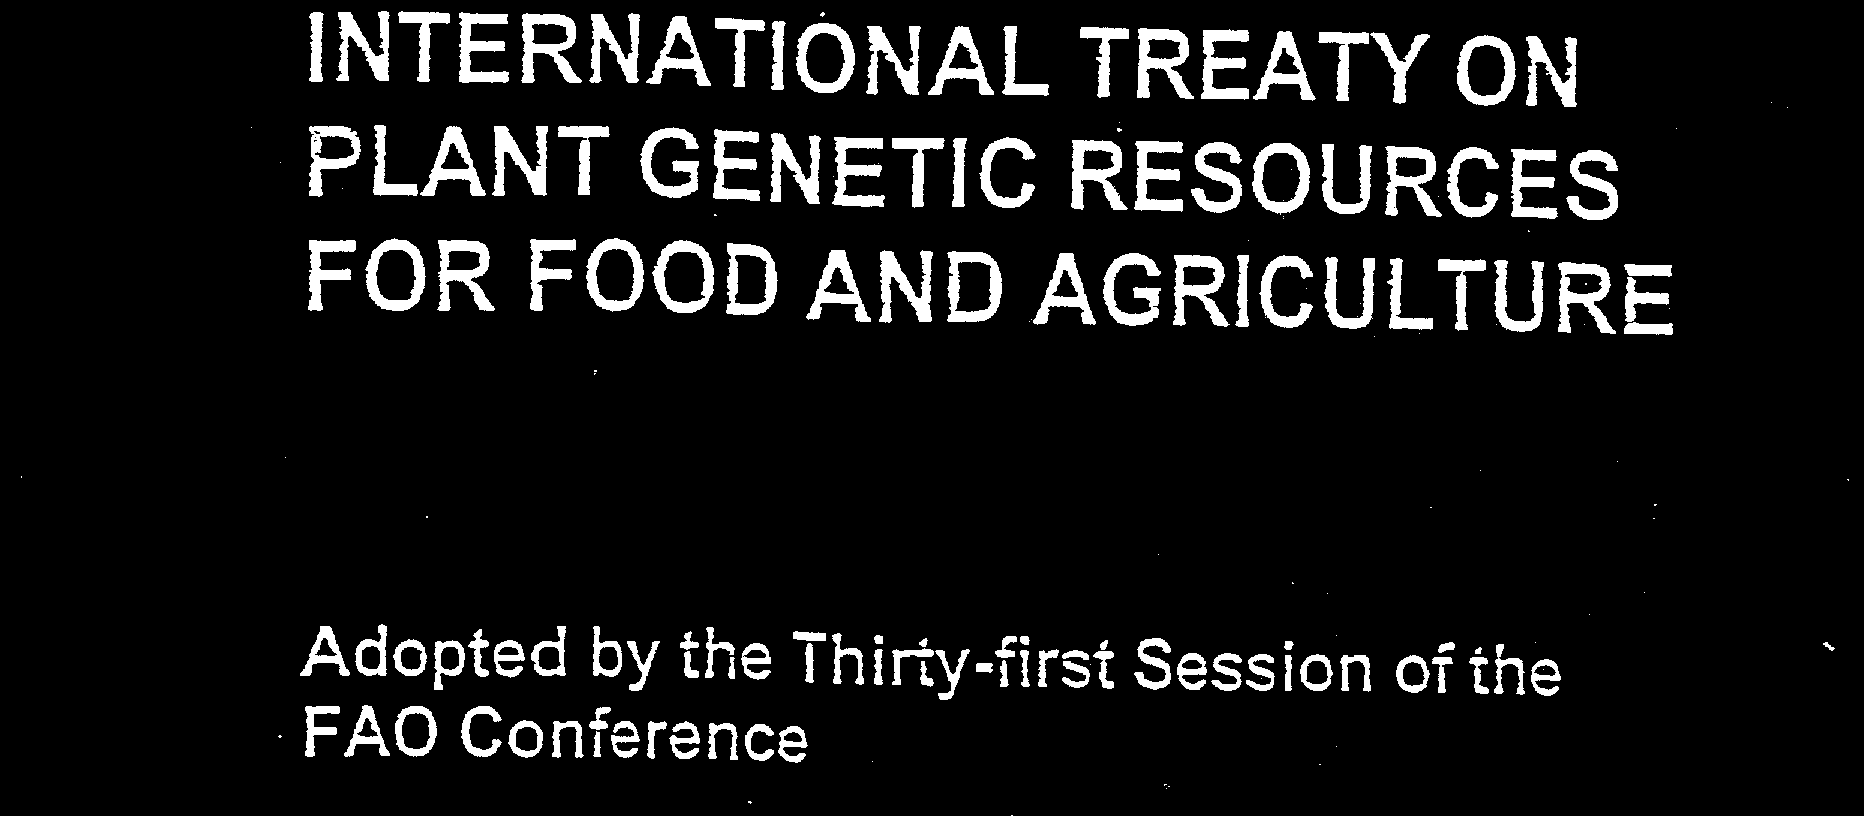 INTERNATIONAL TREATY ON
PLANT GENETIC RESOURCES
FOR FOOD AND AGRICULTURE
Adopted by the Thirty-first Session of the
FAO Conference